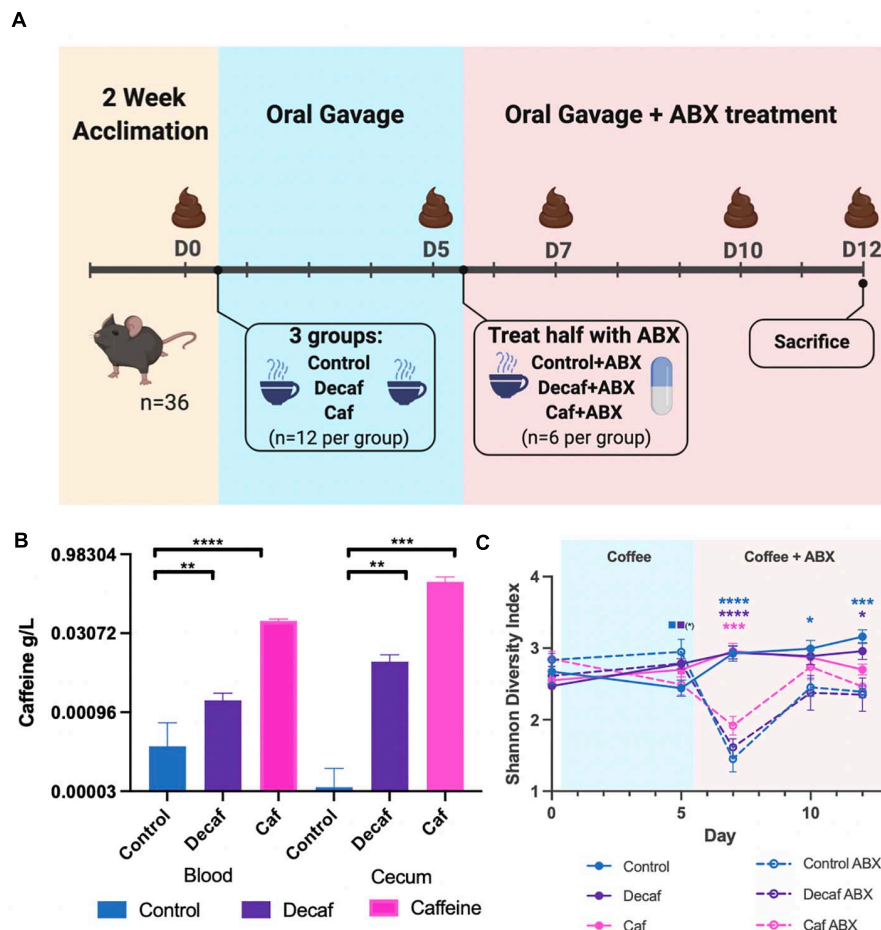 A
2 Week
Acclimation
Oral Gavage
Oral Gavage + ABX treatment
D0
D5
D7
D10
D12
n=36
3 groups:
Control
Decaf
Caf
(n=12 per group)
Treat half with ABX
Control+ABX
Decaf+ABX
Caf+ABX
(n=6 per group)
Sacrifice
B
Caffeine g/L
0.98304
0.03072
0.00096
0.00003
****
**
***
**
Control
Decaf
Caf
Control
Decaf
Caf
Blood
Cecum
Control
Decaf
Caffeine
C
Coffee
Coffee + ABX
Shannon Diversity Index
4
3
2
1
(*)
****
****
***
*
***
*
0
5
10
Day
Control
Decaf
Caf
Control ABX
Decaf ABX
Caf ABX